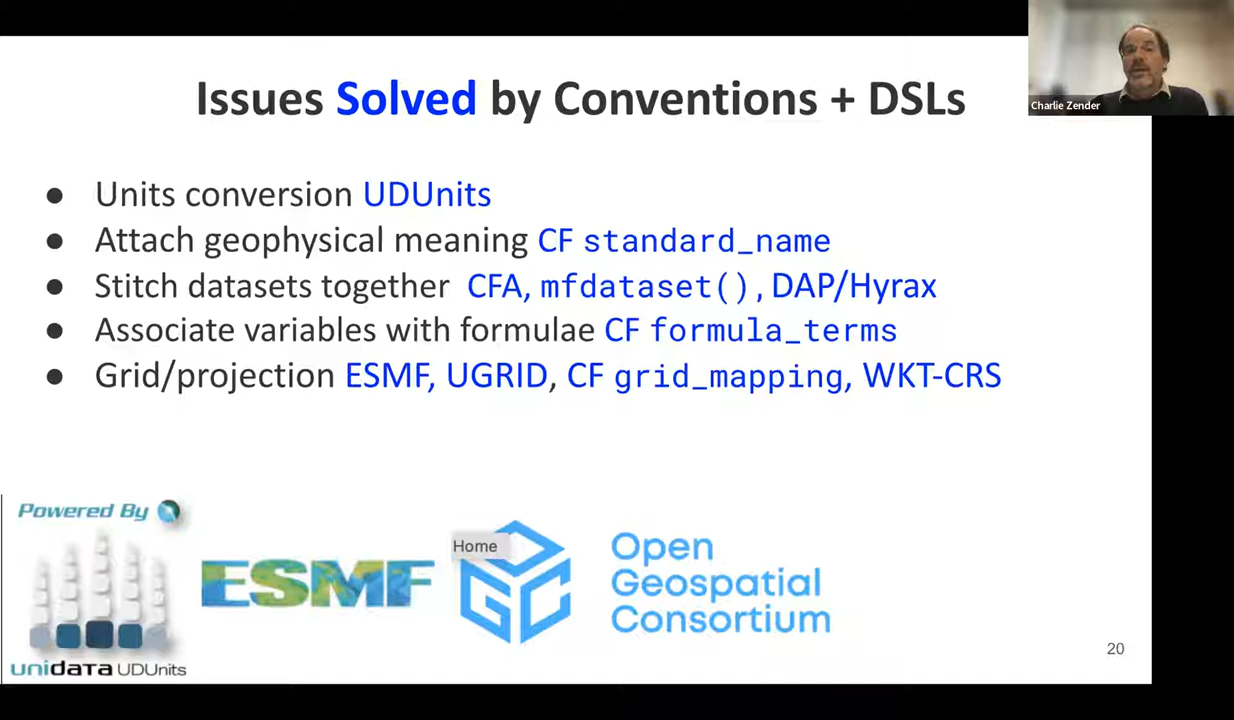 Issues Solved by Conventions + DSLs
Charlie Zender
● Units conversion UDUnits
● Attach geophysical meaning CF standard_name
● Stitch datasets together CFA, mfdataset(), DAP/Hyrax
● Associate variables with formulae CF formula_terms
● Grid/projection ESMF, UGRID, CF grid_mapping, WKT-CRS
Powered By
unidata UDUnits
ESMF
Home
OGC
Open
Geospatial
Consortium
20